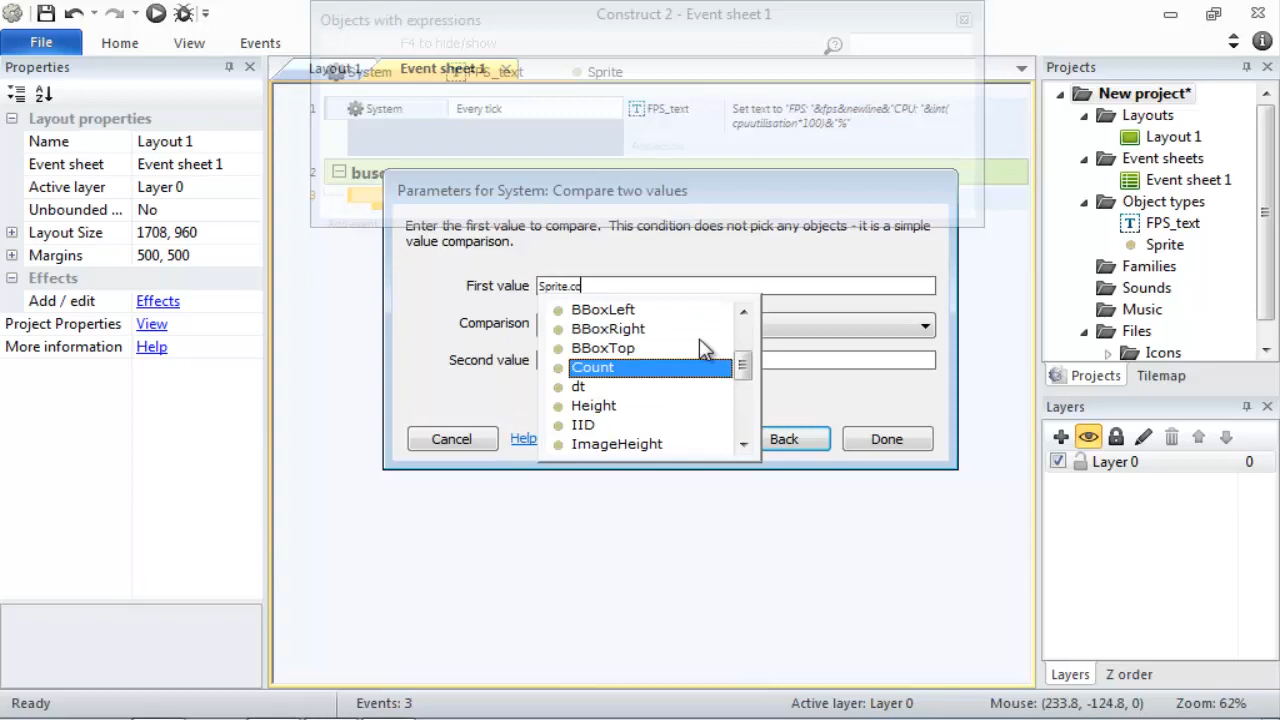 Objects with expressions
Construct 2 - Event sheet 1
File
Home
View
Events
F4 to hide/show
Properties
Layout 1
Event sheet 1
System
FPS_text
Sprite
Projects
Layout properties
Name
Layout 1
Event sheet
Event sheet 1
Active layer
Layer 0
Unbounded ...
No
Layout Size
1708, 960
Margins
500, 500
Effects
Add / edit
Effects
Project Properties
View
More information
Help
1
System
Every tick
FPS_text
Set text to "FPS: "&fps&newline&"CPU: "&int(
cpuutilisation*100)&"%"
2
3
Parameters for System: Compare two values
Enter the first value to compare. This condition does not pick any objects - it is a simple
value comparison.
First value
Sprite.co
Comparison
Second value
BBoxLeft
BBoxRight
BBoxTop
Count
dt
Height
IID
ImageHeight
Cancel
Help
Back
Done
New project*
Layouts
Layout 1
Event sheets
Event sheet 1
Object types
FPS_text
Sprite
Families
Sounds
Music
Files
Icons
Projects
Tilemap
Layers
Layer 0
0
Layers
Z order
Ready
Events: 3
Active layer: Layer 0
Mouse: (233.8, -124.8, 0)
Zoom: 62%